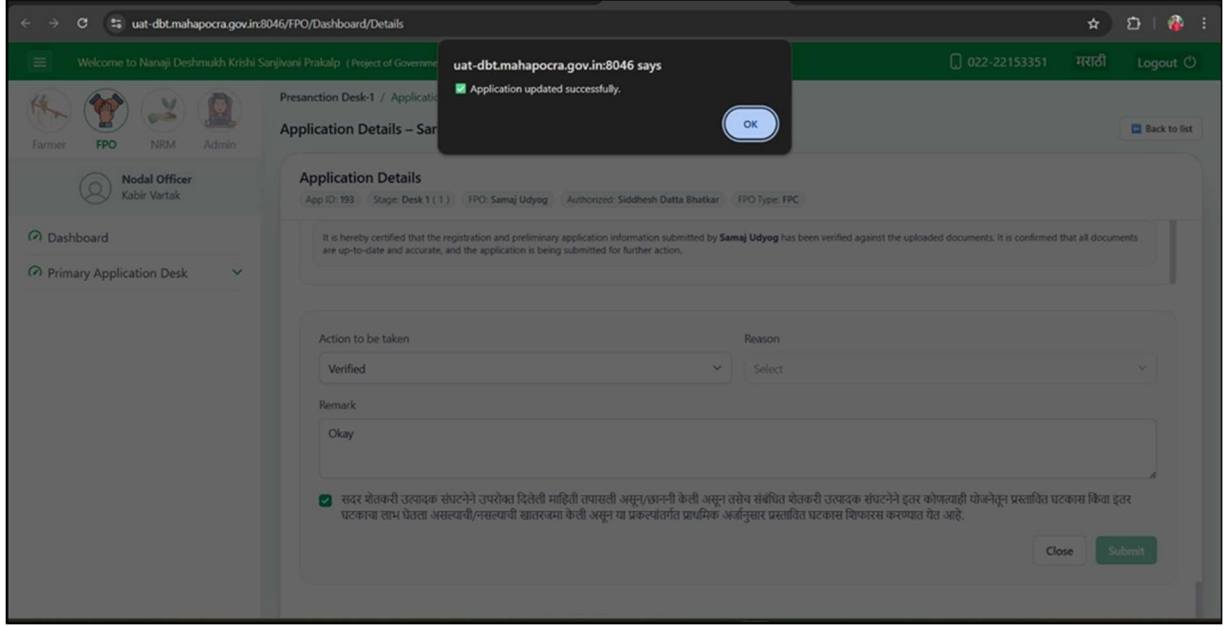 uat-dbt.mahapocra.gov.in:8046/FPO/Dashboard/Details
Welcome to Nanaji Deshmukh Krishi Sanjivani Prakalp (Project of Governme
022-22153351
मराठी
Logout
uat-dbt.mahapocra.gov.in:8046 says
Application updated successfully.
OK
Farmer
FPO
NRM
Admin
Nodal Officer
Kabir Vartak
Dashboard
Primary Application Desk
Presanction Desk-1 / Applicatio
Application Details – Sar
Back to list
Application Details
App ID: 193 Stage: Desk 1 ( 1 ) FPO: Samaj Udyog Authorized: Siddhesh Datta Bhatkar FPO Type: FPC
It is hereby certified that the registration and preliminary application information submitted by Samaj Udyog has been verified against the uploaded documents. It is confirmed that all documents
are up-to-date and accurate, and the application is being submitted for further action.
Action to be taken
Reason
Verified
Select
Remark
Okay
सदर शेतकरी उत्पादक संघटनेने उपरोक्त दिलेली माहिती तपासली असून/छाननी केली असून तसेच संबंधित शेतकरी उत्पादक संघटनेने इतर कोणत्याही योजनेतून प्रस्तावित घटकास किंवा इतर
घटकाचा लाभ घेतला असल्याची/नसल्याची खातरजमा केली असून या प्रकल्पांतर्गत प्राथमिक अर्जानुसार प्रस्तावित घटकास शिफारस करण्यात येत आहे.
Close
Submit